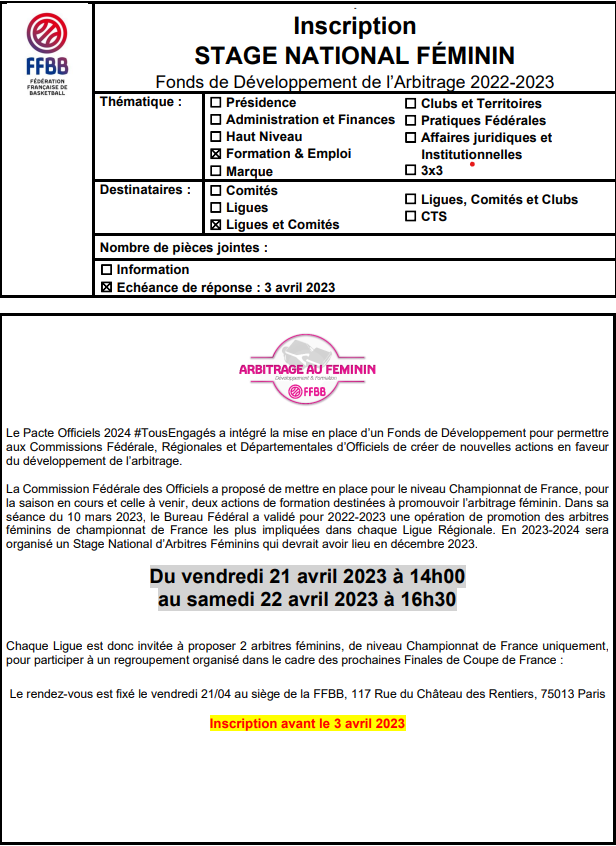 FFBB
FÉDÉRATION
FRANÇAISE DE
BASKETBALL
Inscription
STAGE NATIONAL FÉMININ
Fonds de Développement de l'Arbitrage 2022-2023
Thématique :
☐ Présidence
☐ Administration et Finances
☐ Haut Niveau
☒ Formation & Emploi
☐ Marque
☐ Clubs et Territoires
☐ Pratiques Fédérales
☐ Affaires juridiques et
Institutionnelles
☐ 3x3
Destinataires :
☐ Comités
☐ Ligues
☒ Ligues et Comités
☐ Ligues, Comités et Clubs
☐ CTS
Nombre de pièces jointes :
☐ Information
☒ Echéance de réponse : 3 avril 2023
ARBITRAGE AU FEMININ
Développement & Formation
FFBB
Le Pacte Officiels 2024 #TousEngagés a intégré la mise en place d'un Fonds de Développement pour permettre
aux Commissions Fédérale, Régionales et Départementales d'Officiels de créer de nouvelles actions en faveur
du développement de l'arbitrage.
La Commission Fédérale des Officiels a proposé de mettre en place pour le niveau Championnat de France, pour
la saison en cours et celle à venir, deux actions de formation destinées à promouvoir l'arbitrage féminin. Dans sa
séance du 10 mars 2023, le Bureau Fédéral a validé pour 2022-2023 une opération de promotion des arbitres
féminins de championnat de France les plus impliquées dans chaque Ligue Régionale. En 2023-2024 sera
organisé un Stage National d'Arbitres Féminins qui devrait avoir lieu en décembre 2023.
Du vendredi 21 avril 2023 à 14h00
au samedi 22 avril 2023 à 16h30
Chaque Ligue est donc invitée à proposer 2 arbitres féminins, de niveau Championnat de France uniquement,
pour participer à un regroupement organisé dans le cadre des prochaines Finales de Coupe de France :
Le rendez-vous est fixé le vendredi 21/04 au siège de la FFBB, 117 Rue du Château des Rentiers, 75013 Paris
Inscription avant le 3 avril 2023